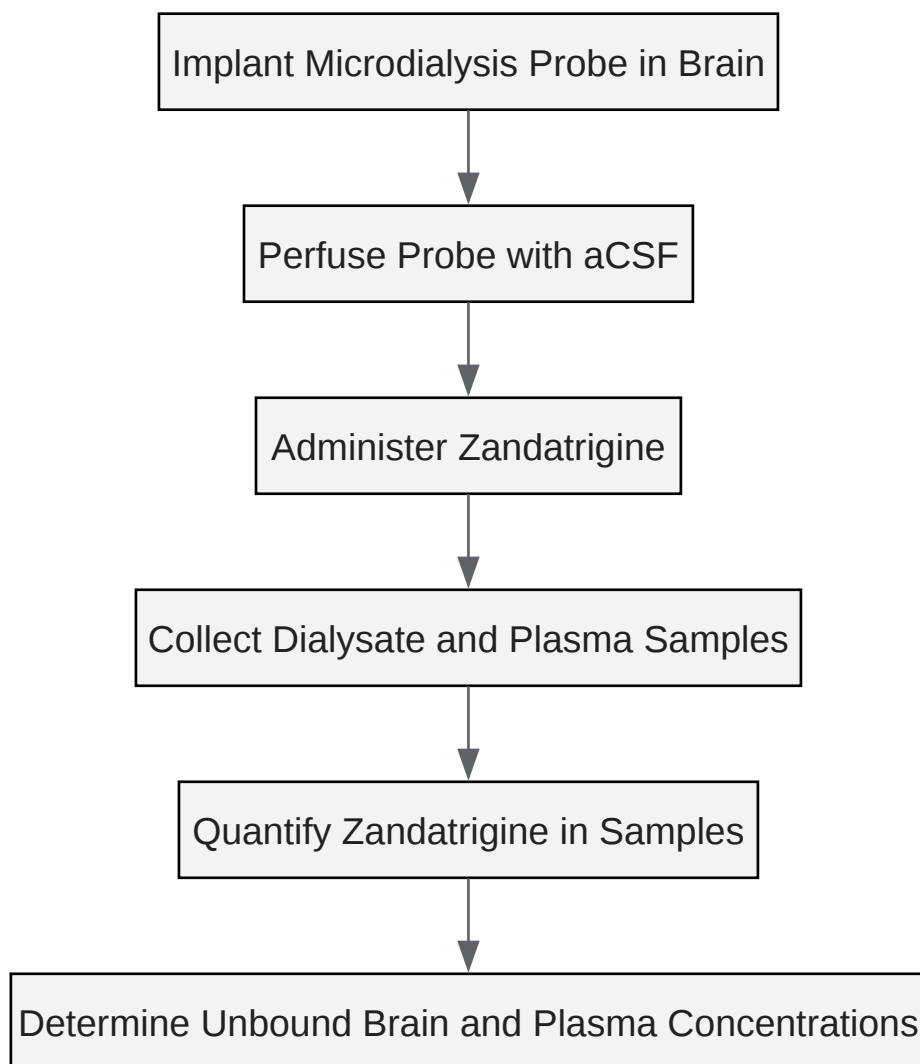 Implant Microdialysis Probe in Brain
Perfuse Probe with aCSF
Administer Zandatrigine
Collect Dialysate and Plasma Samples
Quantify Zandatrigine in Samples
Determine Unbound Brain and Plasma Concentrations